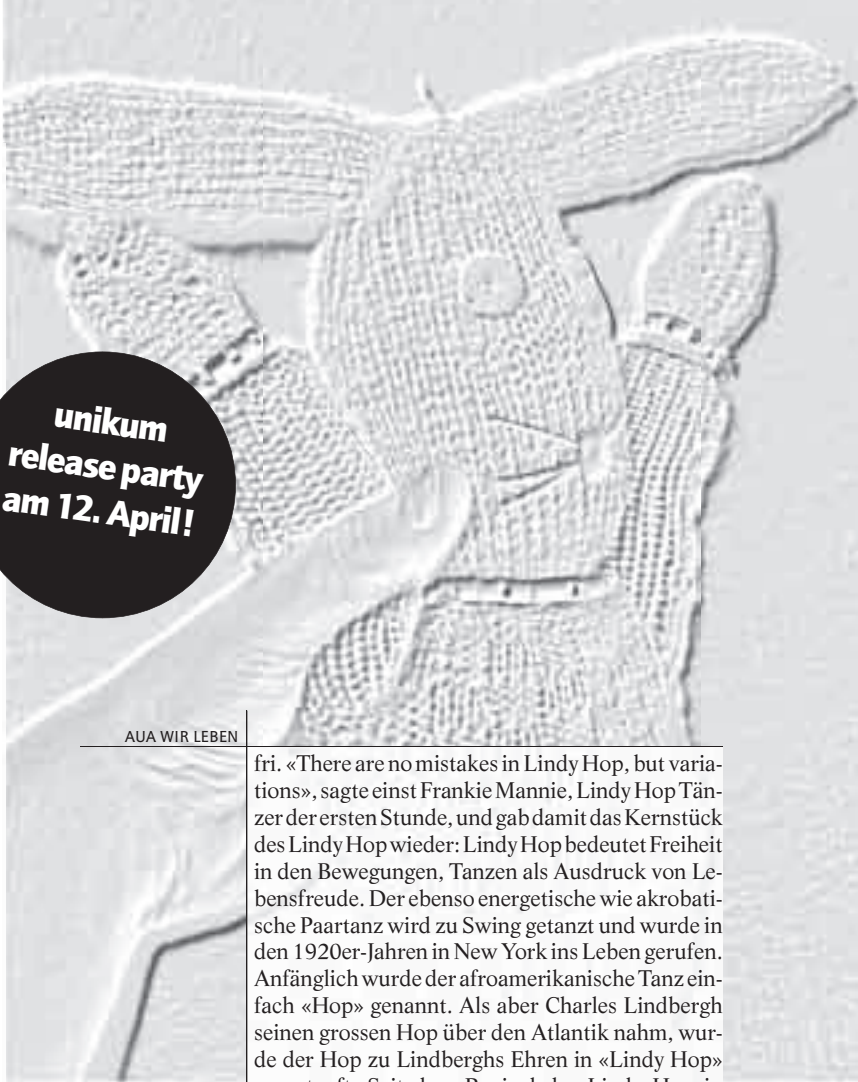 unikum
release party
am 12. April!
AUA WIR LEBEN
fri. «There are no mistakes in Lindy Hop, but varia-
tions», sagte einst Frankie Mannie, Lindy Hop Tän-
zer der ersten Stunde, und gab damit das Kernstück
des Lindy Hop wieder: Lindy Hop bedeutet Freiheit
in den Bewegungen, Tanzen als Ausdruck von Le-
bensfreude. Der ebenso energetische wie akrobati-
sche Paartanz wird zu Swing getanzt und wurde in
den 1920er-Jahren in New York ins Leben gerufen.
Anfänglich wurde der afroamerikanische Tanz ein-
fach «Hop» genannt. Als aber Charles Lindbergh
seinen grossen Hop über den Atlantik nahm, wur-
de der Hop zu Lindberghs Ehren in «Lindy Hop»